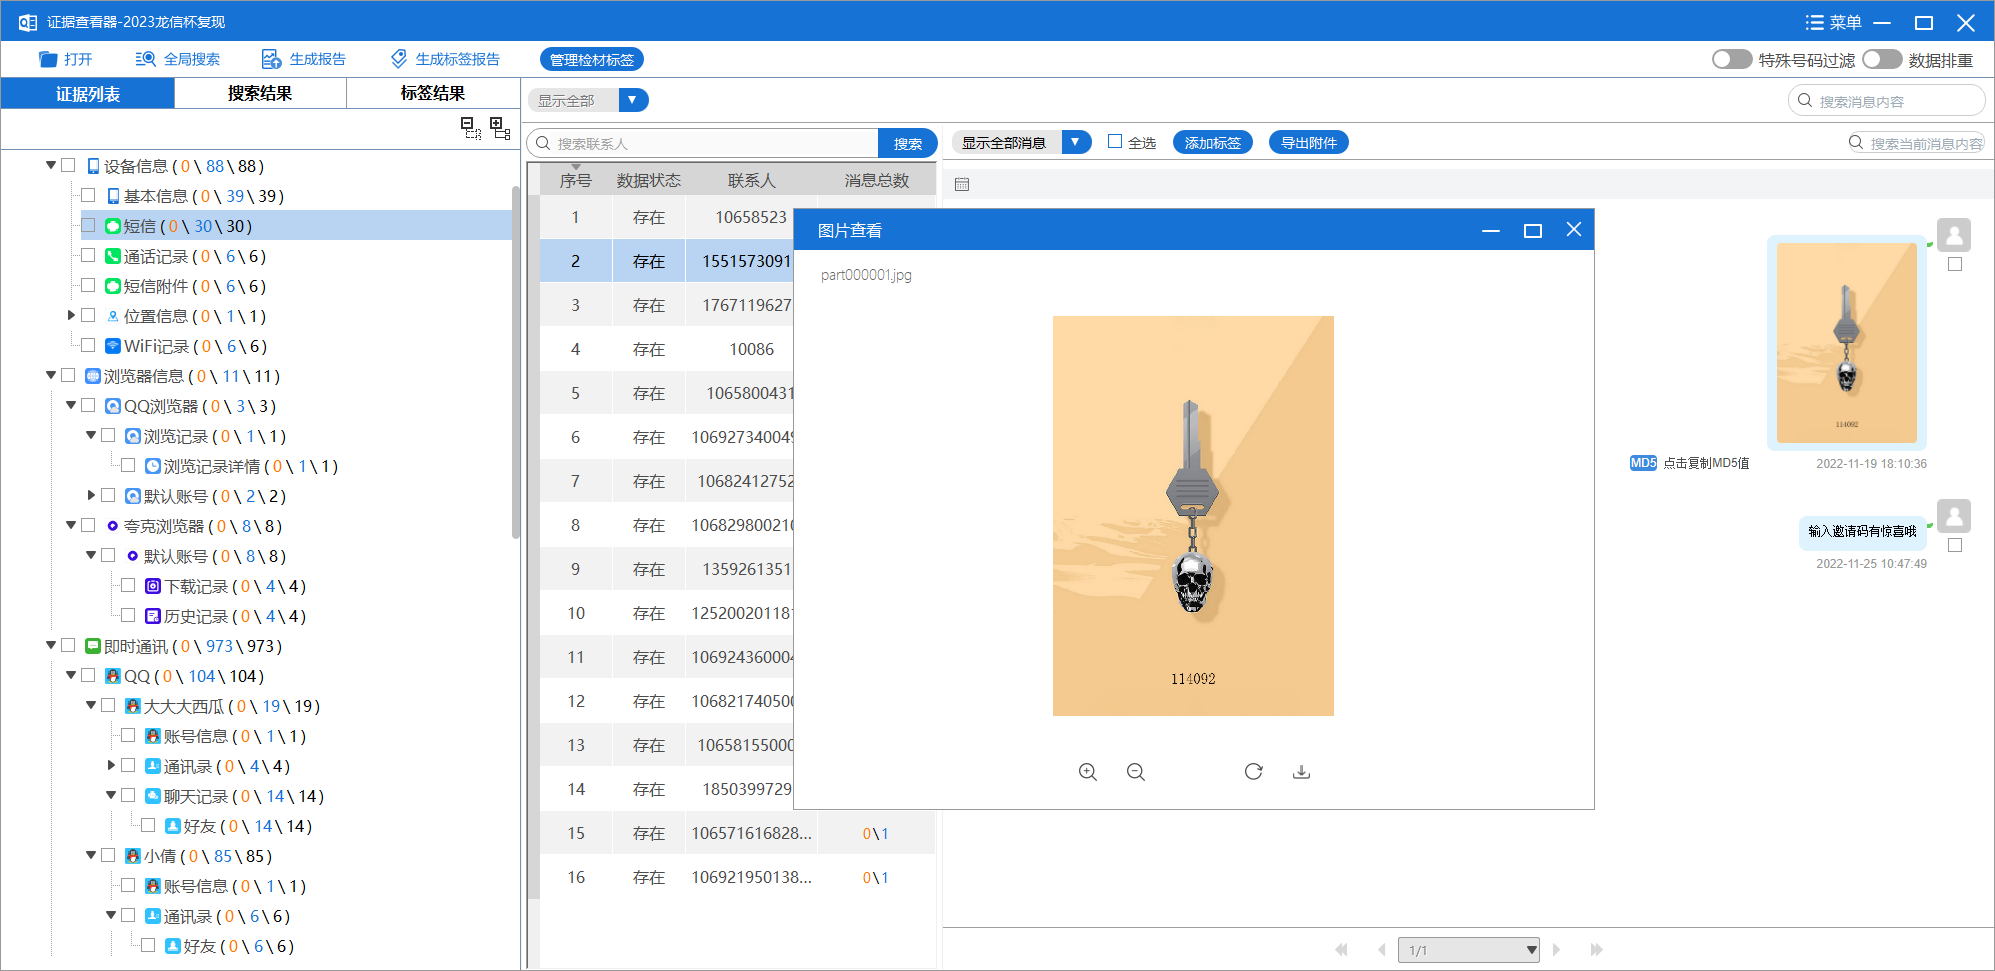 证据查看器-2023龙信杯复现
菜单
打开
全局搜索
生成报告
生成标签报告
管理检材标签
特殊号码过滤
数据排重
证据列表
搜索结果
标签结果
显示全部
搜索消息内容
搜索联系人
搜索
显示全部消息
全选
添加标签
导出附件
搜索当前消息内容
设备信息 ( 0 \ 88 \ 88 )
基本信息 ( 0 \ 39 \ 39 )
短信 ( 0 \ 30 \ 30 )
通话记录 ( 0 \ 6 \ 6 )
短信附件 ( 0 \ 6 \ 6 )
位置信息 ( 0 \ 1 \ 1 )
WiFi记录 ( 0 \ 6 \ 6 )
浏览器信息 ( 0 \ 11 \ 11 )
QQ浏览器 ( 0 \ 3 \ 3 )
浏览记录 ( 0 \ 1 \ 1 )
浏览记录详情 ( 0 \ 1 \ 1 )
默认账号 ( 0 \ 2 \ 2 )
夸克浏览器 ( 0 \ 8 \ 8 )
默认账号 ( 0 \ 8 \ 8 )
下载记录 ( 0 \ 4 \ 4 )
历史记录 ( 0 \ 4 \ 4 )
即时通讯 ( 0 \ 973 \ 973 )
QQ ( 0 \ 104 \ 104 )
大大大西瓜 ( 0 \ 19 \ 19 )
账号信息 ( 0 \ 1 \ 1 )
通讯录 ( 0 \ 4 \ 4 )
聊天记录 ( 0 \ 14 \ 14 )
好友 ( 0 \ 14 \ 14 )
小倩 ( 0 \ 85 \ 85 )
账号信息 ( 0 \ 1 \ 1 )
通讯录 ( 0 \ 6 \ 6 )
好友 ( 0 \ 6 \ 6 )
序号 数据状态 联系人 消息总数
1 存在 10658523
2 存在 1551573091
3 存在 1767119627
4 存在 10086
5 存在 106580043
6 存在 1069273400
7 存在 1068241275
8 存在 1068298002
9 存在 135926135
10 存在 1252002011
11 存在 1069243600
12 存在 1068217405
13 存在 1065815500
14 存在 185039972
15 存在 106571616828... 0\1
16 存在 106921950138... 0\1
图片查看
part000001.jpg
114092
114092
MD5 点击复制MD5值
2022-11-19 18:10:36
输入邀请码有惊喜哦
2022-11-25 10:47:49
1/1